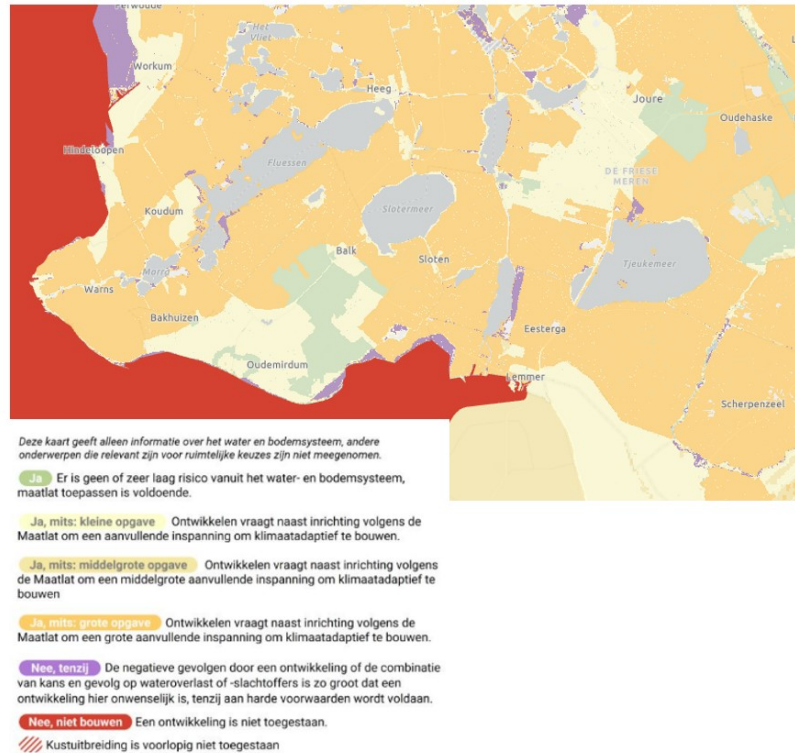 Ferwoude
Het
Vliet
Workum
Heeg
Joure
Oudehaske
Hindeloopen
Fluessen
DE FRIESE
MEREN
Koudum
Slotermeer
Balk
Sloten
Morra
Tjeukemeer
Warns
Bakhuizen
Eesterga
Oudemirdum
Lemmer
Scherpenzeel
Deze kaart geeft alleen informatie over het water en bodemsysteem, andere
onderwerpen die relevant zijn voor ruimtelijke keuzes zijn niet meegenomen.
Ja Er is geen of zeer laag risico vanuit het water- en bodemsysteem,
maatlat toepassen is voldoende.
Ja, mits: kleine opgave Ontwikkelen vraagt naast inrichting volgens de
Maatlat om een aanvullende inspanning om klimaatadaptief te bouwen.
Ja, mits: middelgrote opgave Ontwikkelen vraagt naast inrichting volgens
de Maatlat om een middelgrote aanvullende inspanning om klimaatadaptief te
bouwen
Ja, mits: grote opgave Ontwikkelen vraagt naast inrichting volgens de
Maatlat om een grote aanvullende inspanning om klimaatadaptief te bouwen.
Nee, tenzij De negatieve gevolgen door een ontwikkeling of de combinatie
van kans en gevolg op wateroverlast of -slachtoffers is zo groot dat een
ontwikkeling hier onwenselijk is, tenzij aan harde voorwaarden wordt voldaan.
Nee, niet bouwen Een ontwikkeling is niet toegestaan.
Kustuitbreiding is voorlopig niet toegestaan